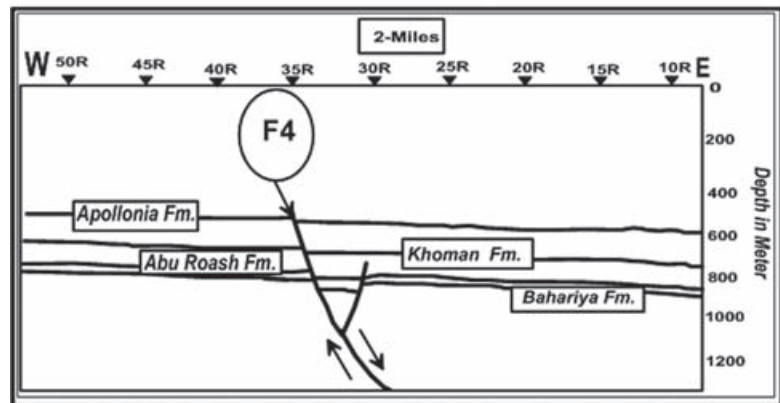 2-Miles
W 50R 45R 40R 35R 30R 25R 20R 15R 10R E
0
F4
200
400
Apollonia Fm.
600
Khoman Fm.
Abu Roash Fm.
800
Bahariya Fm.
1000
1200
Depth in Meter